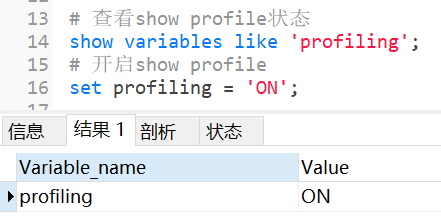 12
13 # 查看show profile状态
14 show variables like 'profiling';
15 # 开启show profile
16 set profiling = 'ON';
17
信息 结果 1 剖析 状态
Variable_name Value
profiling ON